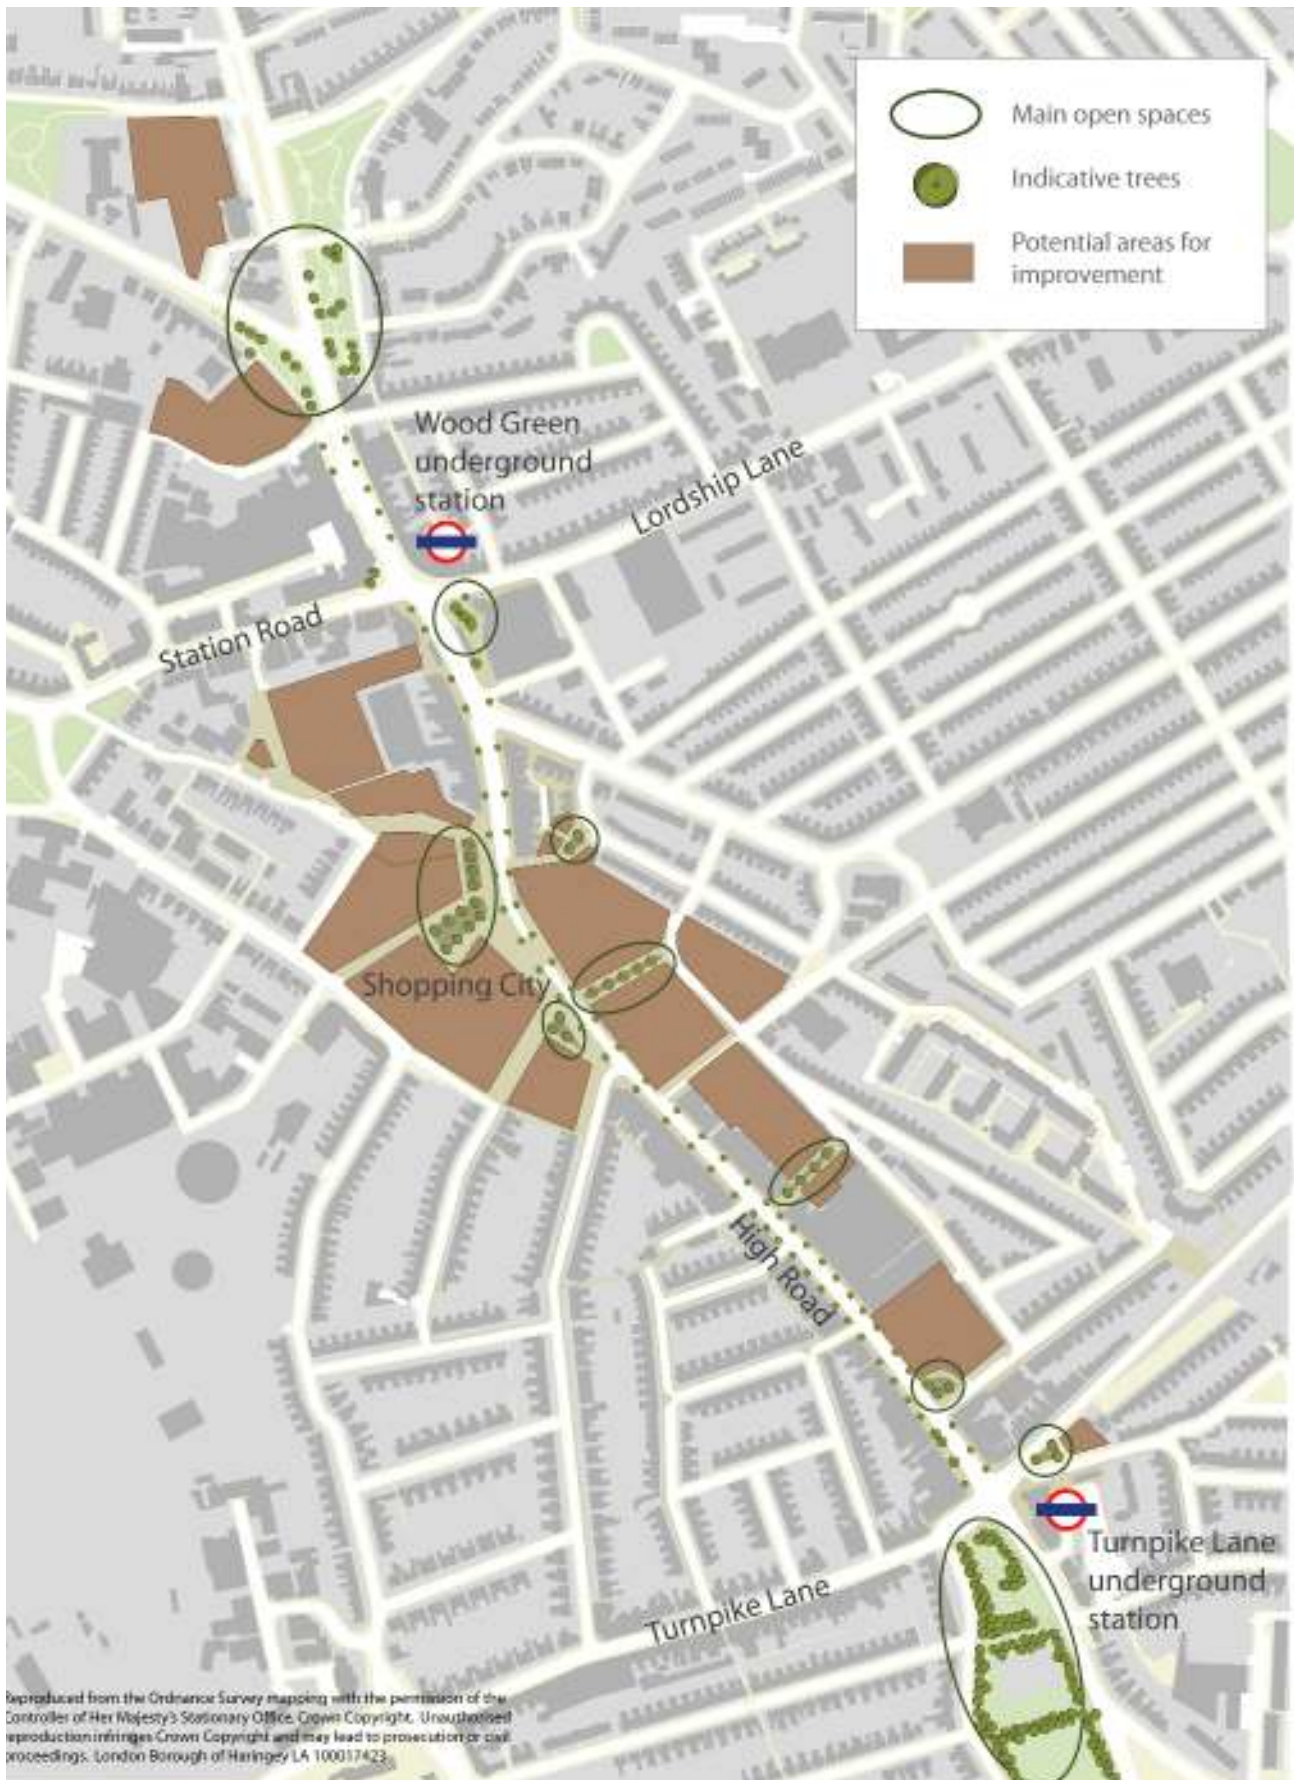 Main open spaces
Indicative trees
Potential areas for
improvement
Wood Green
underground
station
Lordship Lane
Station Road
Shopping City
High Road
Turnpike Lane
underground
station
Turnpike Lane
Reproduced from the Ordnance Survey mapping with the permission of the
Controller of Her Majesty's Stationary Office, Crown Copyright. Unauthorised
reproduction infringes Crown Copyright and may lead to prosecution or civil
proceedings. London Borough of Haringey LA 100017423